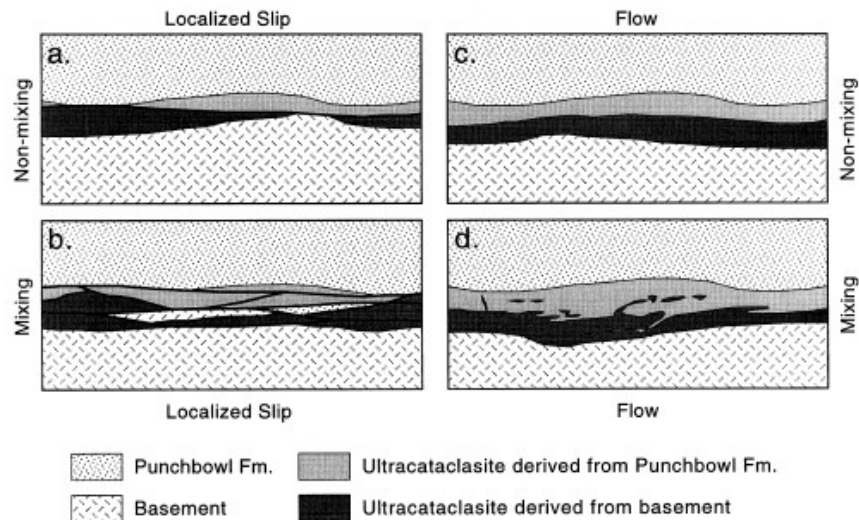 Localized Slip
Flow
a.
c.
Non-mixing
Non-mixing
b.
d.
Mixing
Mixing
Localized Slip
Flow
Punchbowl Fm.
Ultracataclasite derived from Punchbowl Fm.
Basement
Ultracataclasite derived from basement